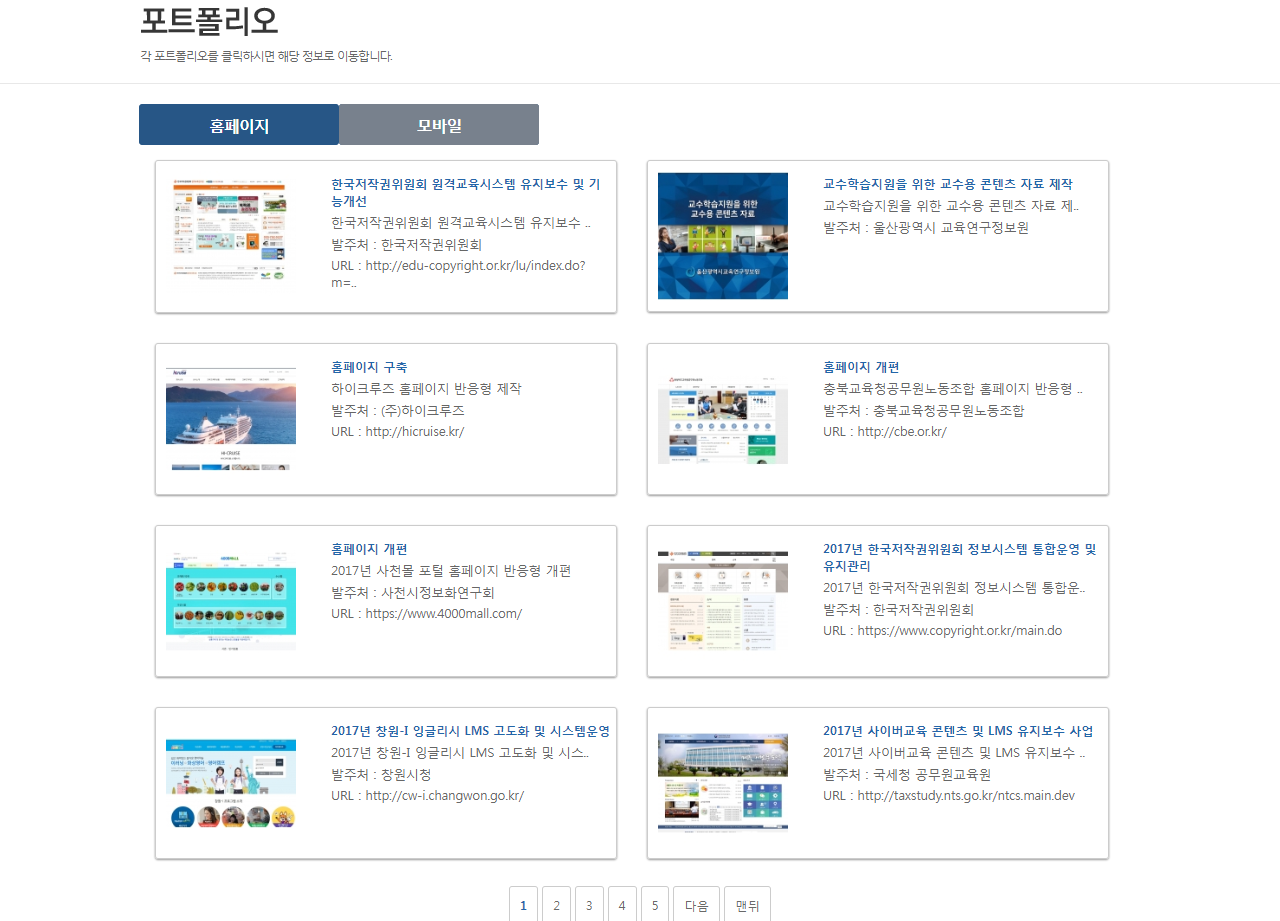 포트폴리오
각 포트폴리오를 클릭하시면 해당 정보로 이동합니다.
홈페이지
모바일
한국저작권위원회 원격교육시스템 유지보수 및 기
능개선
한국저작권위원회 원격교육시스템 유지보수 ..
발주처 : 한국저작권위원회
URL : http://edu-copyright.or.kr/lu/index.do?
m=..
교수학습지원을 위한
교수용 콘텐츠 자료
울산광역시교육연구정보원
교수학습지원을 위한 교수용 콘텐츠 자료 제작
교수학습지원을 위한 교수용 콘텐츠 자료 제..
발주처 : 울산광역시 교육연구정보원
HI-CRUISE
홈페이지 구축
하이크루즈 홈페이지 반응형 제작
발주처 : (주)하이크루즈
URL : http://hicruise.kr/
홈페이지 개편
충북교육청공무원노동조합 홈페이지 반응형 ..
발주처 : 충북교육청공무원노동조합
URL : http://cbe.or.kr/
홈페이지 개편
2017년 사천몰 포털 홈페이지 반응형 개편
발주처 : 사천시정보화연구회
URL : https://www.4000mall.com/
2017년 한국저작권위원회 정보시스템 통합운영 및
유지관리
2017년 한국저작권위원회 정보시스템 통합운..
발주처 : 한국저작권위원회
URL : https://www.copyright.or.kr/main.do
2017년 창원-I 잉글리시 LMS 고도화 및 시스템운영
2017년 창원-I 잉글리시 LMS 고도화 및 시스..
발주처 : 창원시청
URL : http://cw-i.changwon.go.kr/
2017년 사이버교육 콘텐츠 및 LMS 유지보수 사업
2017년 사이버교육 콘텐츠 및 LMS 유지보수 ..
발주처 : 국세청 공무원교육원
URL : http://taxstudy.nts.go.kr/ntcs.main.dev
1 2 3 4 5 다음 맨뒤